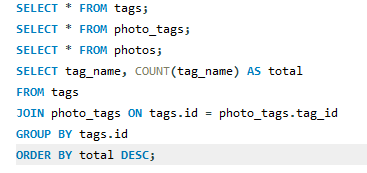 SELECT * FROM tags;
SELECT * FROM photo_tags;
SELECT * FROM photos;
SELECT tag_name, COUNT(tag_name) AS total
FROM tags
JOIN photo_tags ON tags.id = photo_tags.tag_id
GROUP BY tags.id
ORDER BY total DESC;